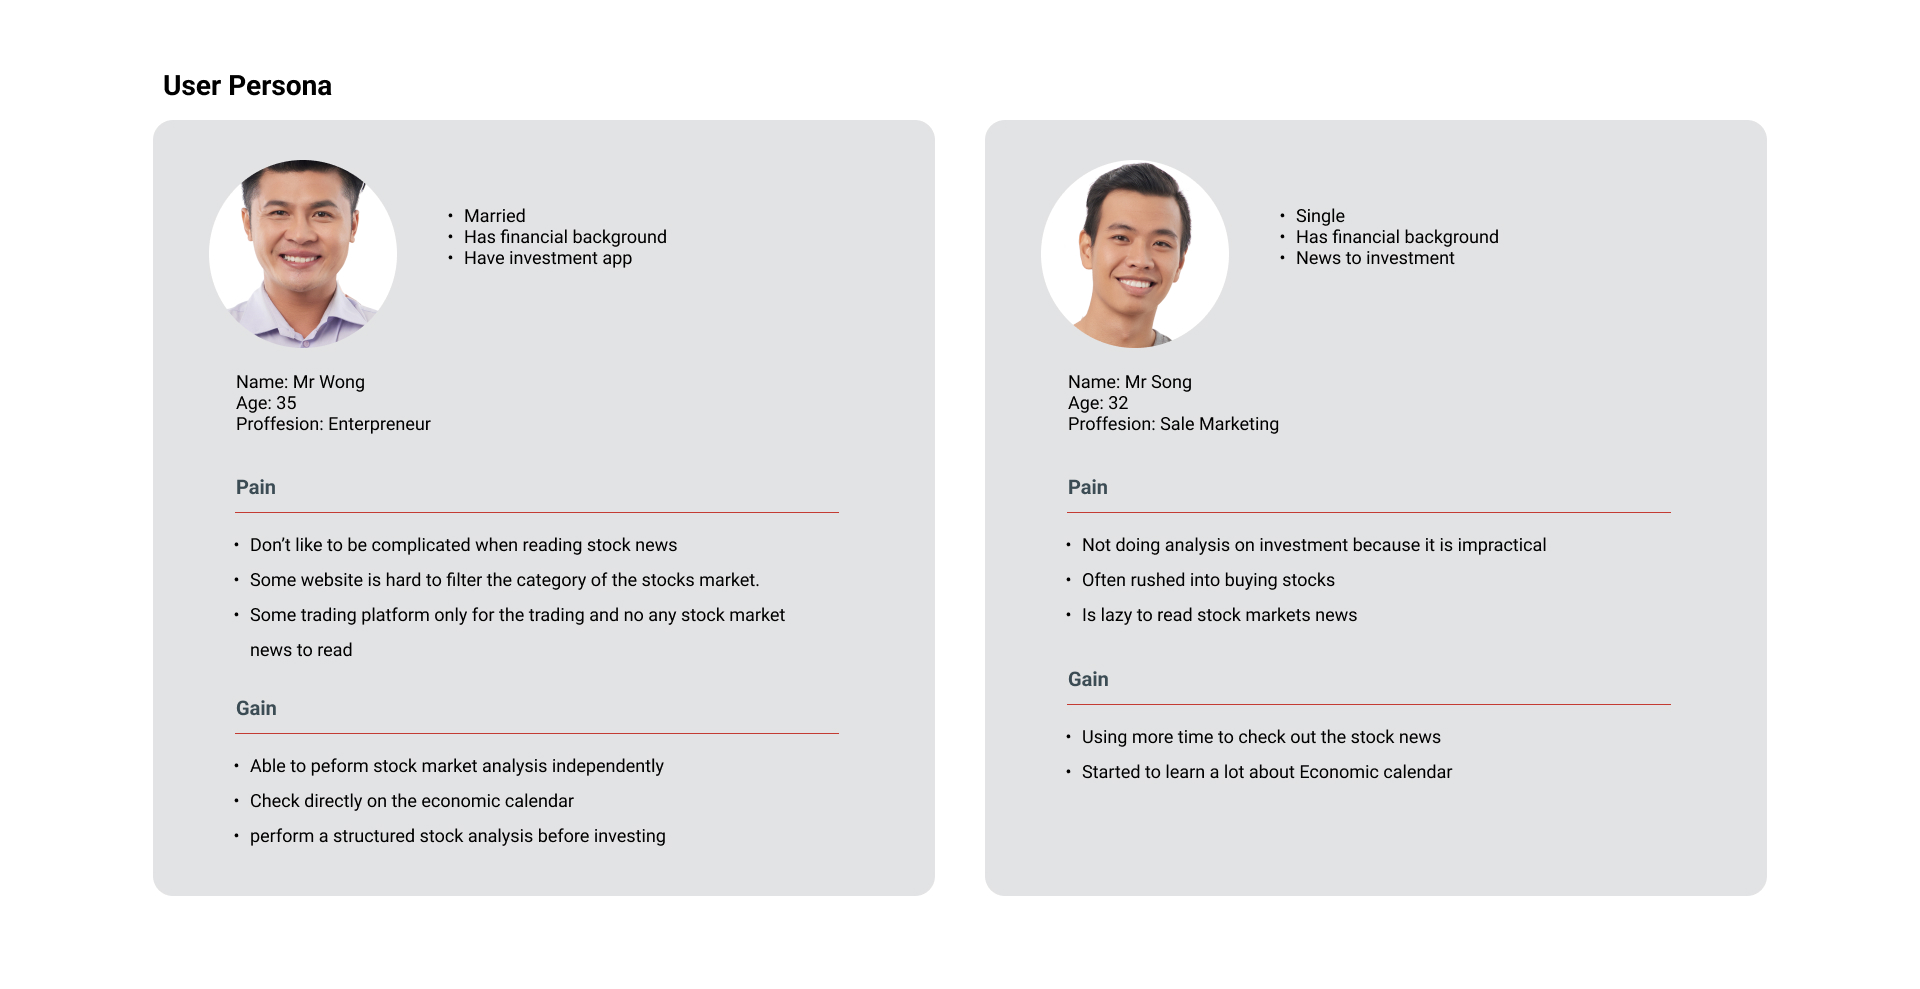 User Persona
• Married
• Has financial background
• Have investment app
Name: Mr Wong
Age: 35
Proffesion: Enterpreneur
Pain
• Don’t like to be complicated when reading stock news
• Some website is hard to filter the category of the stocks market.
• Some trading platform only for the trading and no any stock market
news to read
Gain
• Able to peform stock market analysis independently
• Check directly on the economic calendar
• perform a structured stock analysis before investing
• Single
• Has financial background
• News to investment
Name: Mr Song
Age: 32
Proffesion: Sale Marketing
Pain
• Not doing analysis on investment because it is impractical
• Often rushed into buying stocks
• Is lazy to read stock markets news
Gain
• Using more time to check out the stock news
• Started to learn a lot about Economic calendar